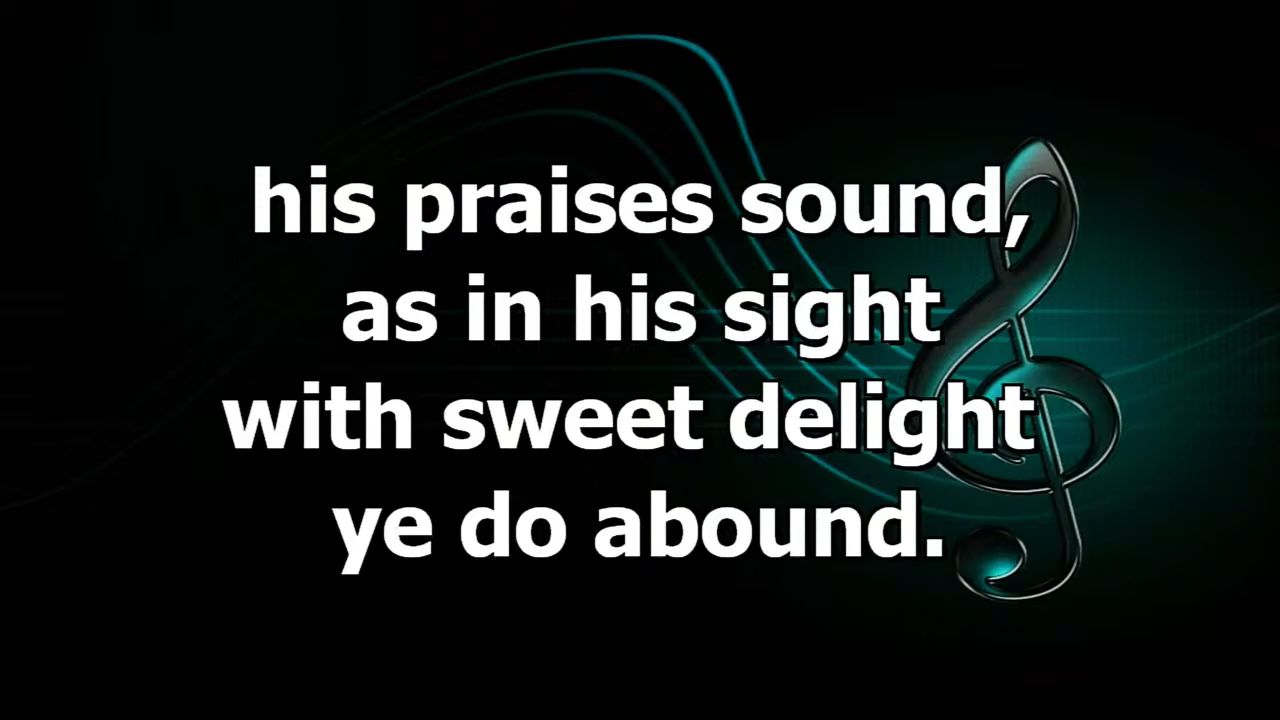 his praises sound,
as in his sight
with sweet delight
ye do abound.